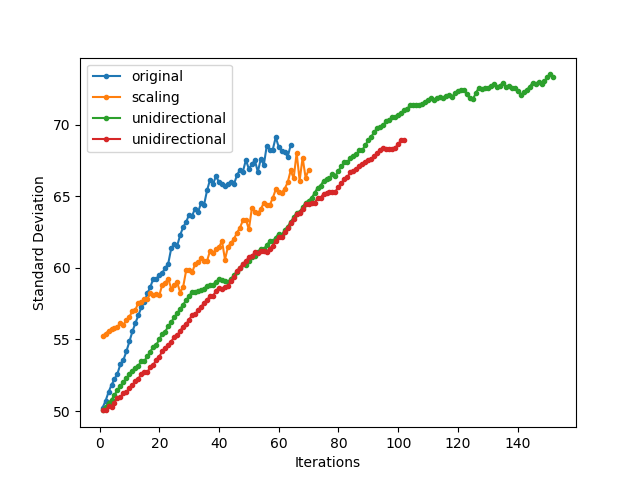 original
scaling
unidirectional
unidirectional
70
65
60
55
50
Standard Deviation
0 20 40 60 80 100 120 140
Iterations